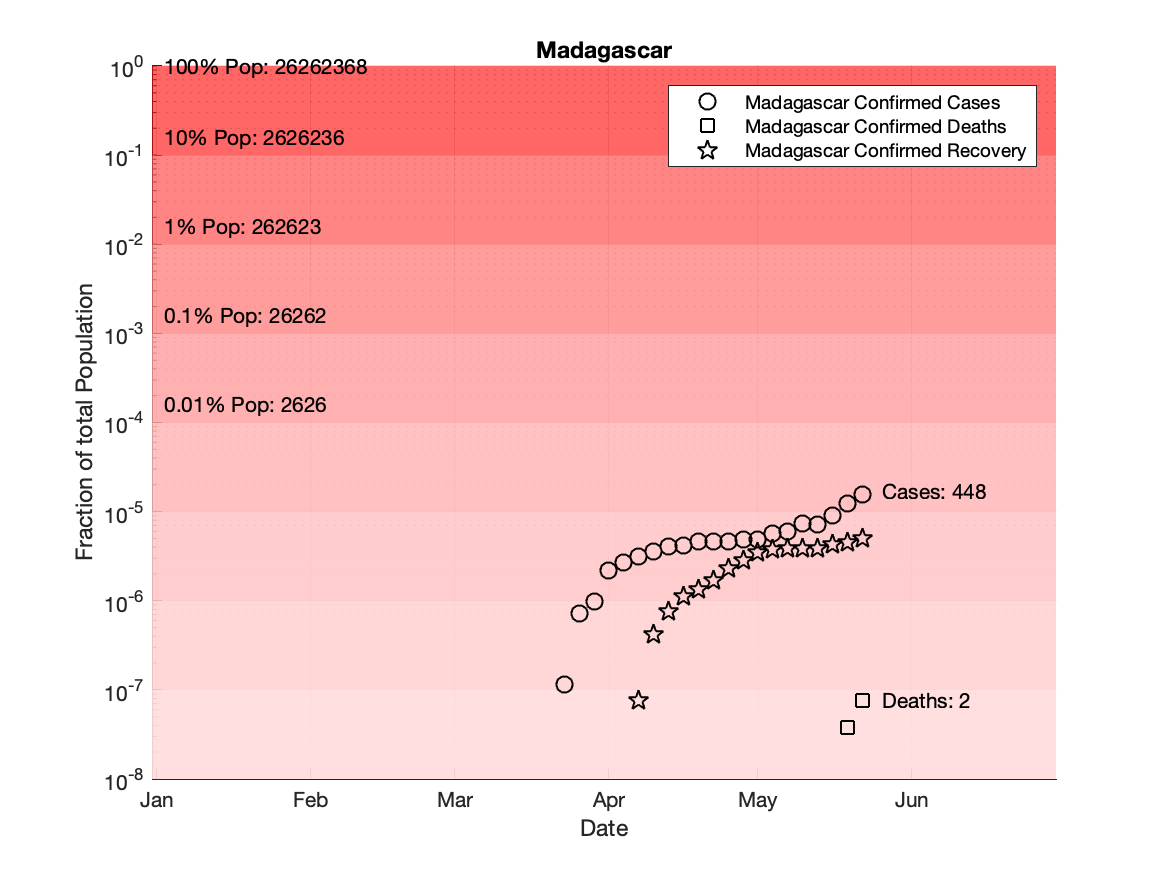 Madagascar
10⁰
100% Pop: 26262368
Madagascar Confirmed Cases
Madagascar Confirmed Deaths
Madagascar Confirmed Recovery
10% Pop: 2626236
10⁻¹
1% Pop: 262623
10⁻²
0.1% Pop: 26262
10⁻³
0.01% Pop: 2626
10⁻⁴
Fraction of total Population
Cases: 448
10⁻⁵
10⁻⁶
10⁻⁷
Deaths: 2
10⁻⁸
Jan Feb Mar Apr May Jun
Date